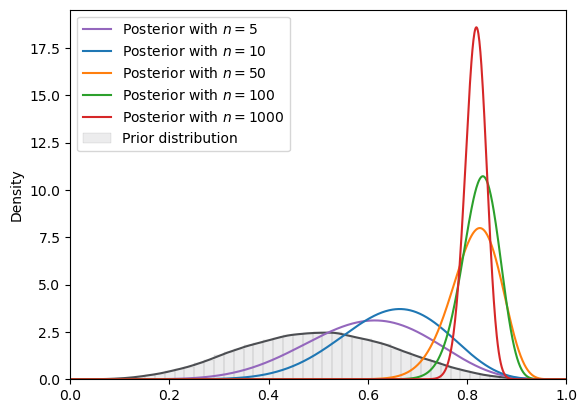 Posterior with n = 5
Posterior with n = 10
Posterior with n = 50
Posterior with n = 100
Posterior with n = 1000
Prior distribution
Density
17.5
15.0
12.5
10.0
7.5
5.0
2.5
0.0
0.0 0.2 0.4 0.6 0.8 1.0